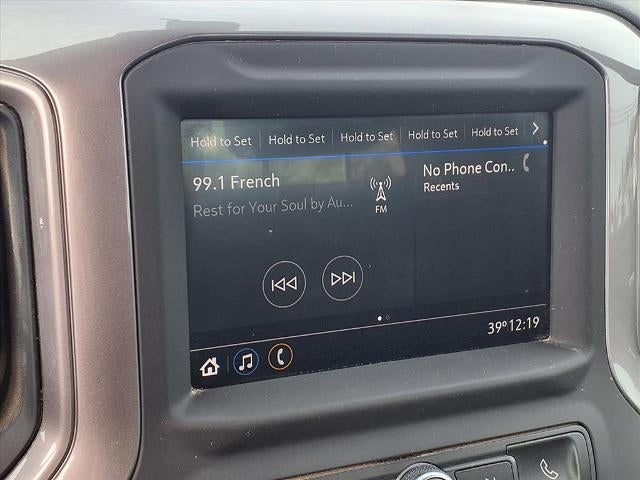 Hold to Set Hold to Set Hold to Set Hold to Set Hold to Set
99.1 French
Rest for Your Soul by Au...
FM
No Phone Con..
Recents
39° 12:19